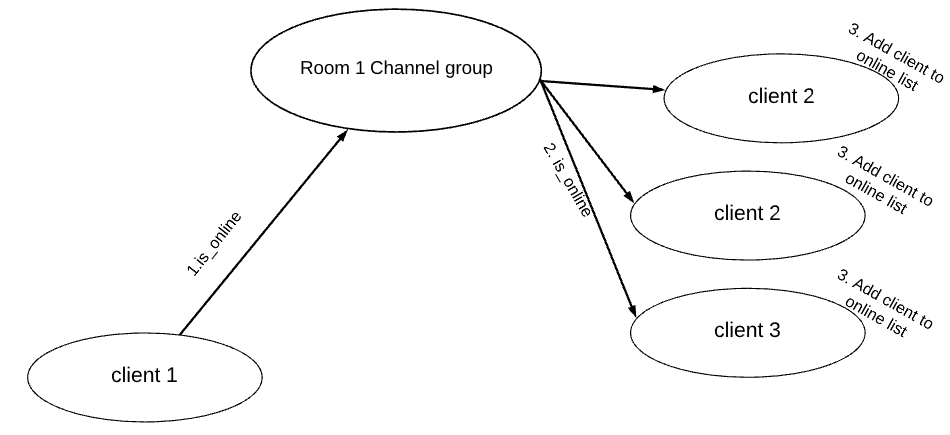 Room 1 Channel group
3. Add client to
online list
client 2
2. is_online
3. Add client to
online list
client 2
1.is_online
3. Add client to
online list
client 3
client 1